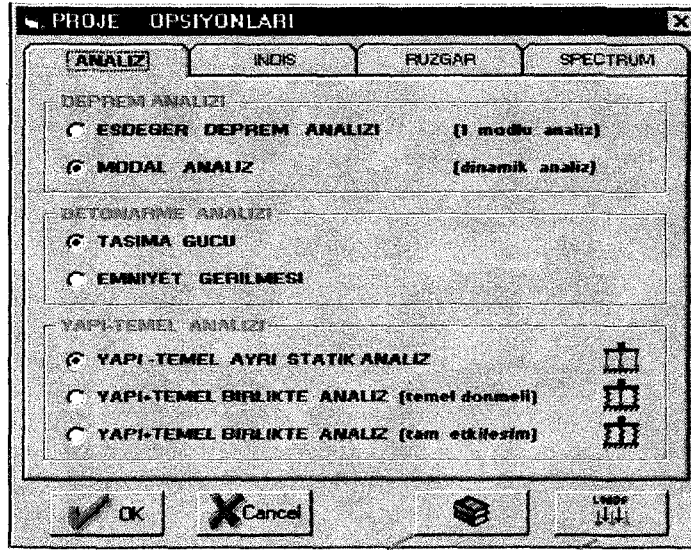 PROJE OPSIYONLARI
ANALIZ INDIS RUZGAR SPECTRUM
DEPREM ANALIZI
ESDEGER DEPREM ANALIZI (1 modlu analiz)
MODAL ANALIZ (dinamik analiz)
BETONARME ANALIZI
TASIMA GUCU
EMNIYET GERILMESI
YAPI-TEMEL ANALIZI
YAPI-TEMEL AYRI STATIK ANALIZ
YAPI+TEMEL BIRLIKTE ANALIZ (temel donmeli)
YAPI+TEMEL BIRLIKTE ANALIZ (tam etkilesim)
OK Cancel LOADS